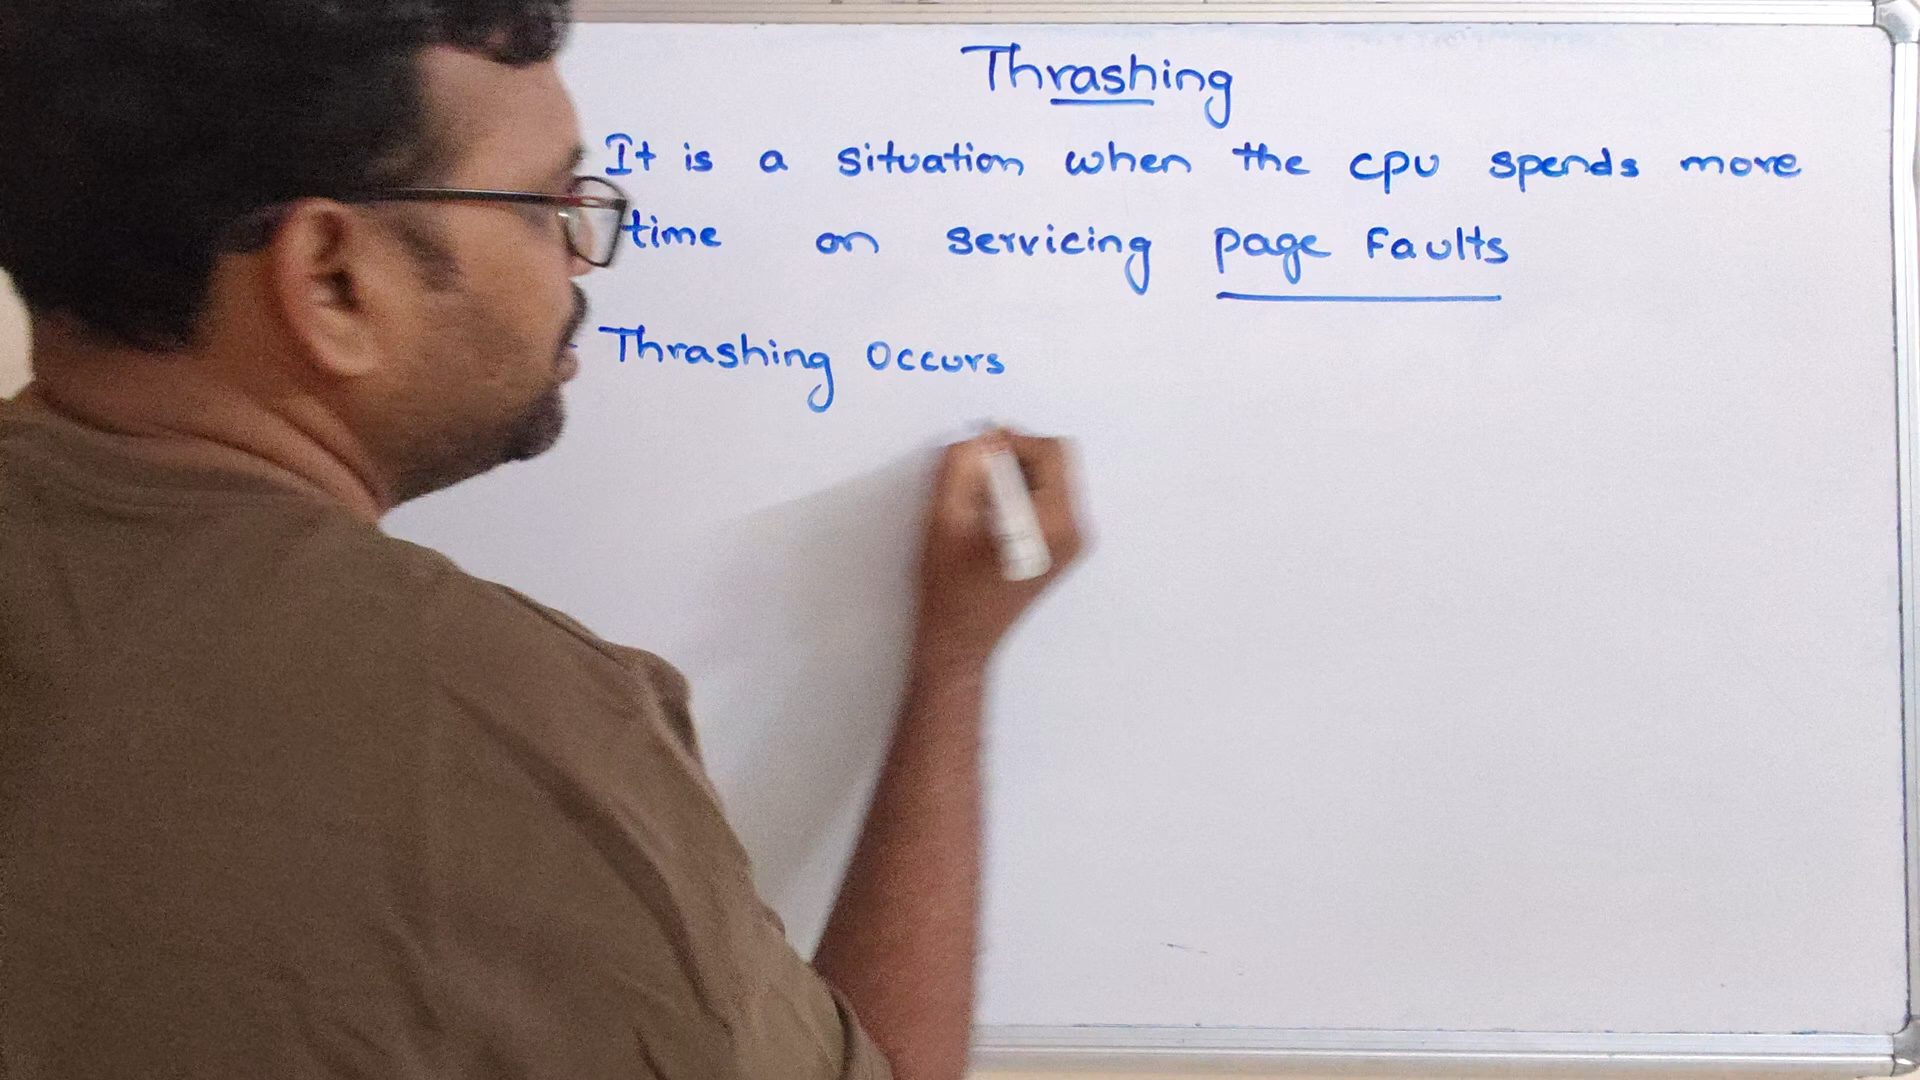 Thrashing
It is a situation when the cpu spends more
time on servicing page Faults
Thrashing Occurs